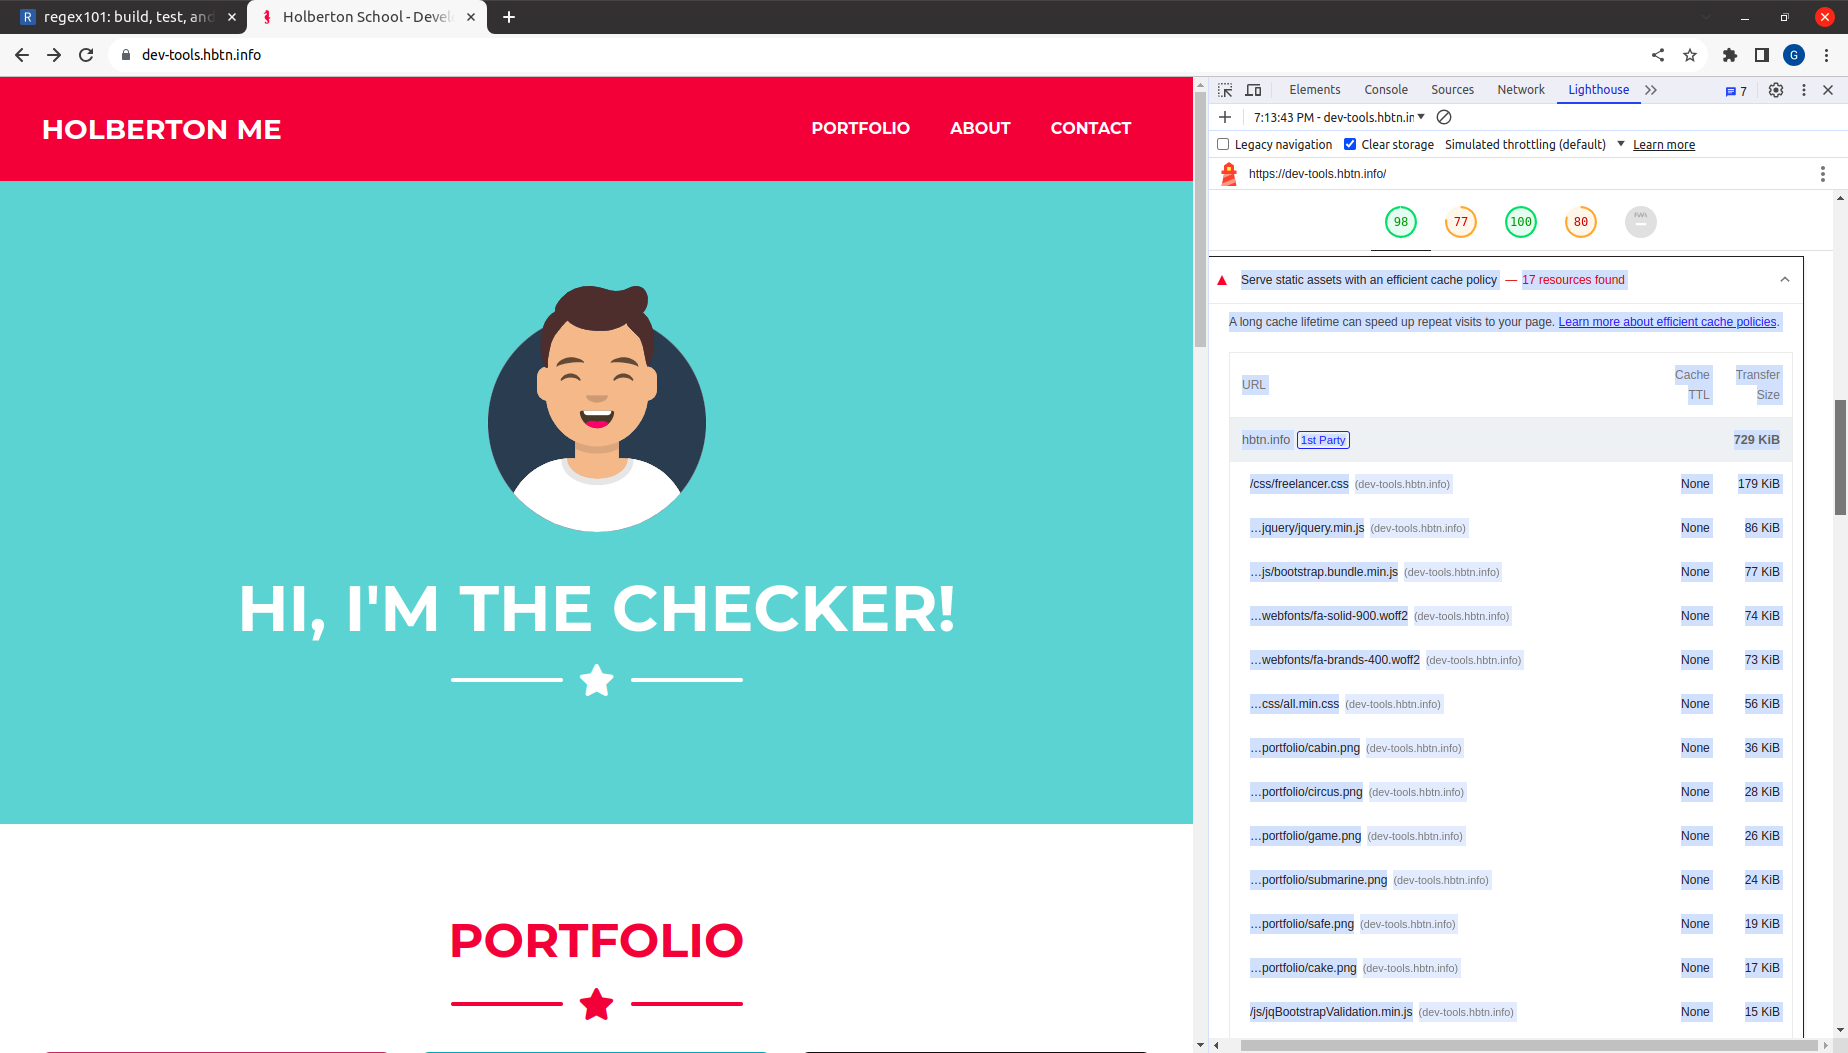 regex101: build, test, and
Holberton School - Devel
dev-tools.hbtn.info
G
HOLBERTON ME
PORTFOLIO
ABOUT
CONTACT
HI, I'M THE CHECKER!
PORTFOLIO
Elements Console Sources Network Lighthouse 7
7:13:43 PM - dev-tools.hbtn.in
Legacy navigation Clear storage Simulated throttling (default) Learn more
https://dev-tools.hbtn.info/
98 77 100 80 PWA
Serve static assets with an efficient cache policy — 17 resources found
A long cache lifetime can speed up repeat visits to your page. Learn more about efficient cache policies.
URL Cache TTL Transfer Size
hbtn.info 1st Party 729 KiB
/css/freelancer.css (dev-tools.hbtn.info) None 179 KiB
…jquery/jquery.min.js (dev-tools.hbtn.info) None 86 KiB
…js/bootstrap.bundle.min.js (dev-tools.hbtn.info) None 77 KiB
…webfonts/fa-solid-900.woff2 (dev-tools.hbtn.info) None 74 KiB
…webfonts/fa-brands-400.woff2 (dev-tools.hbtn.info) None 73 KiB
…css/all.min.css (dev-tools.hbtn.info) None 56 KiB
…portfolio/cabin.png (dev-tools.hbtn.info) None 36 KiB
…portfolio/circus.png (dev-tools.hbtn.info) None 28 KiB
…portfolio/game.png (dev-tools.hbtn.info) None 26 KiB
…portfolio/submarine.png (dev-tools.hbtn.info) None 24 KiB
…portfolio/safe.png (dev-tools.hbtn.info) None 19 KiB
…portfolio/cake.png (dev-tools.hbtn.info) None 17 KiB
/js/jqBootstrapValidation.min.js (dev-tools.hbtn.info) None 15 KiB